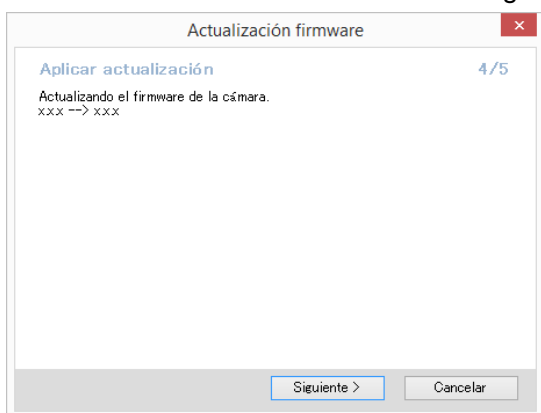 Actualización firmware
Aplicar actualización 4/5
Actualizando el firmware de la cámara.
xxx --> xxx
Siguiente > Cancelar